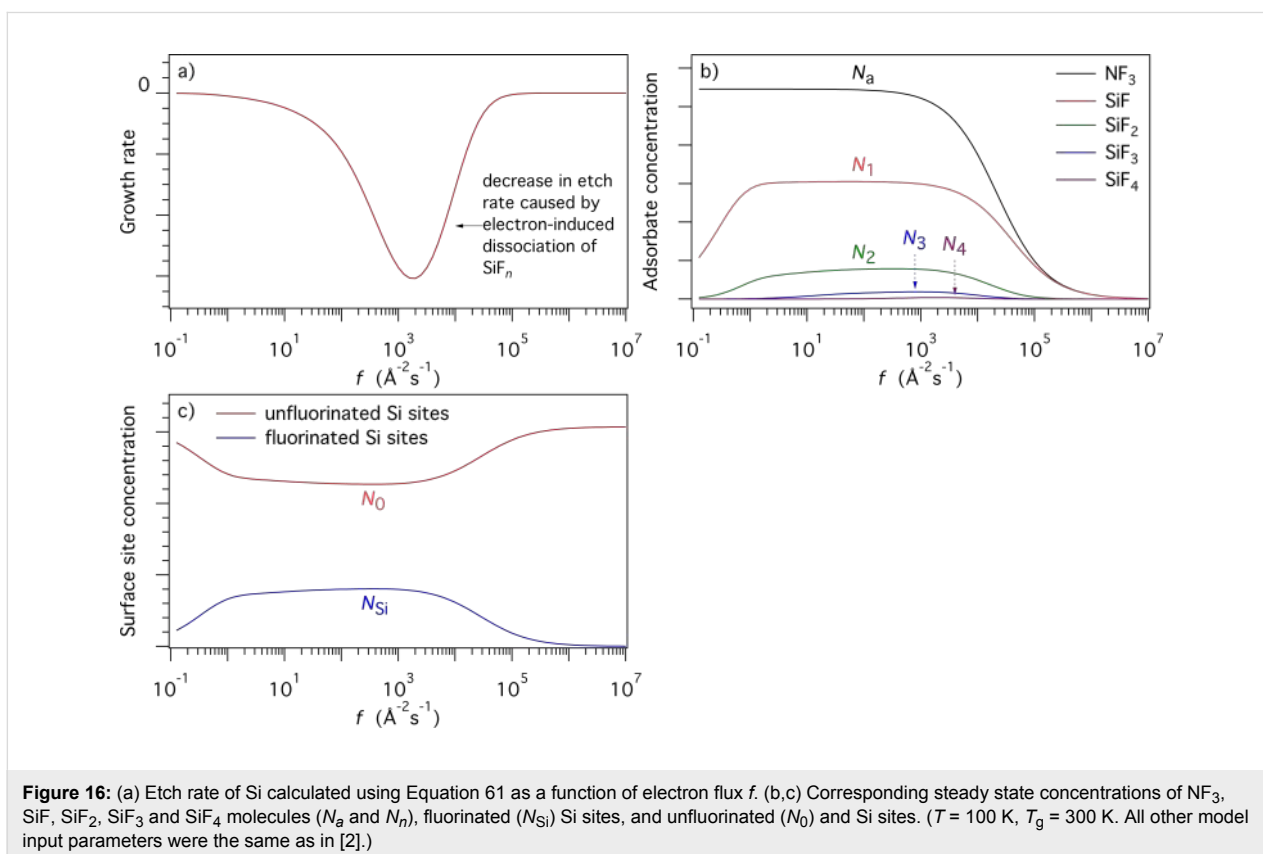 a)
0
Growth rate
decrease in etch
rate caused by
electron-induced
dissociation of
SiFₙ
10⁻¹ 10¹ 10³ 10⁵ 10⁷
f (Å⁻²s⁻¹)
b)
Nₐ
NF₃
SiF
SiF₂
SiF₃
SiF₄
N₁
N₂
N₃
N₄
Adsorbate concentration
10⁻¹ 10¹ 10³ 10⁵ 10⁷
f (Å⁻²s⁻¹)
c)
unfluorinated Si sites
fluorinated Si sites
N₀
N_Si
Surface site concentration
10⁻¹ 10¹ 10³ 10⁵ 10⁷
f (Å⁻²s⁻¹)
Figure 16: (a) Etch rate of Si calculated using Equation 61 as a function of electron flux f. (b,c) Corresponding steady state concentrations of NF₃,
SiF, SiF₂, SiF₃ and SiF₄ molecules (Nₐ and Nₙ), fluorinated (N_Si) Si sites, and unfluorinated (N₀) and Si sites. (T = 100 K, T_g = 300 K. All other model
input parameters were the same as in [2].)